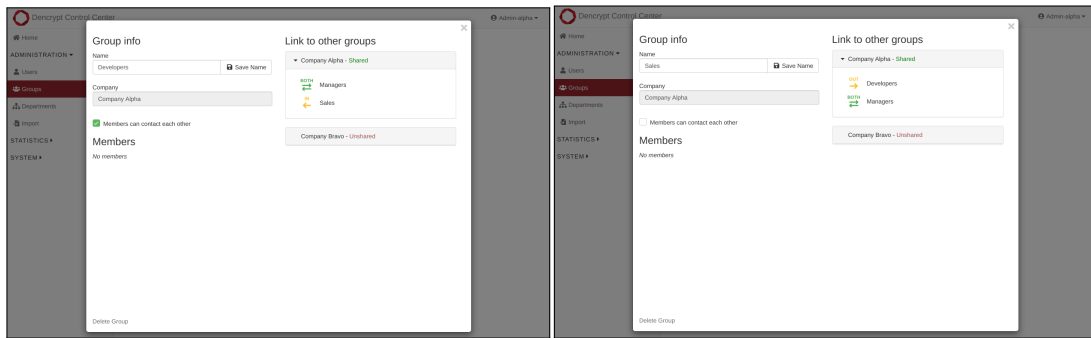 Dencrypt Control Center
Admin-alpha
Home
ADMINISTRATION
Users
Groups
Departments
Import
STATISTICS
SYSTEM
×
Group info
Name
Developers
Save Name
Company
Company Alpha
Members can contact each other
Members
No members
Delete Group
Link to other groups
Company Alpha - Shared
BOTH
Managers
IN
Sales
Company Bravo - Unshared
Dencrypt Control Center
Admin-alpha
Home
ADMINISTRATION
Users
Groups
Departments
Import
STATISTICS
SYSTEM
×
Group info
Name
Sales
Save Name
Company
Company Alpha
Members can contact each other
Members
No members
Delete Group
Link to other groups
Company Alpha - Shared
OUT
Developers
BOTH
Managers
Company Bravo - Unshared